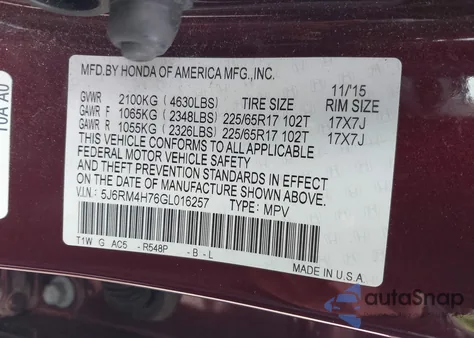 MFD.BY HONDA OF AMERICA MFG.,INC.
11/15
GVWR 2100KG ( 4630LBS) TIRE SIZE RIM SIZE
GAWR F 1065KG ( 2348LBS) 225/65R17 102T 17X7J
GAWR R 1055KG ( 2326LBS) 225/65R17 102T 17X7J
THIS VEHICLE CONFORMS TO ALL APPLICABLE
FEDERAL MOTOR VEHICLE SAFETY
AND THEFT PREVENTION STANDARDS IN EFFECT
ON THE DATE OF MANUFACTURE SHOWN ABOVE.
5J6RM4H76GL016257 TYPE: MPV
T1W G AC5 - R548P - B - L
MADE IN U.S.A.
autoSnap